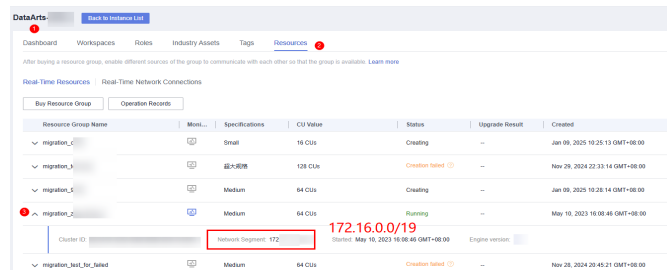 DataArts-
Back to Instance List
1
Dashboard Workspaces Roles Industry Assets Tags Resources 2
After buying a resource group, enable different sources of the group to communicate with each other so that the group is available. Learn more
Real-Time Resources Real-Time Network Connections
Buy Resource Group Operation Records
Resource Group Name Moni... Specifications CU Value Status Upgrade Result Created
migration_ Small 16 CUs Creating -- Jan 09, 2025 10:25:13 GMT+08:00
migration_ 超大规格 128 CUs Creation failed -- Nov 29, 2024 22:33:14 GMT+08:00
migration_ Medium 64 CUs Creating -- Jan 09, 2025 10:28:14 GMT+08:00
3 migration_z Medium 64 CUs Running -- May 10, 2023 16:08:46 GMT+08:00
172.16.0.0/19
Cluster ID: Network Segment: 172 Started: May 10, 2023 16:08:46 GMT+08:00 Engine version:
migration_test_for_failed Medium 64 CUs Creation failed -- Nov 28, 2024 20:45:21 GMT+08:00